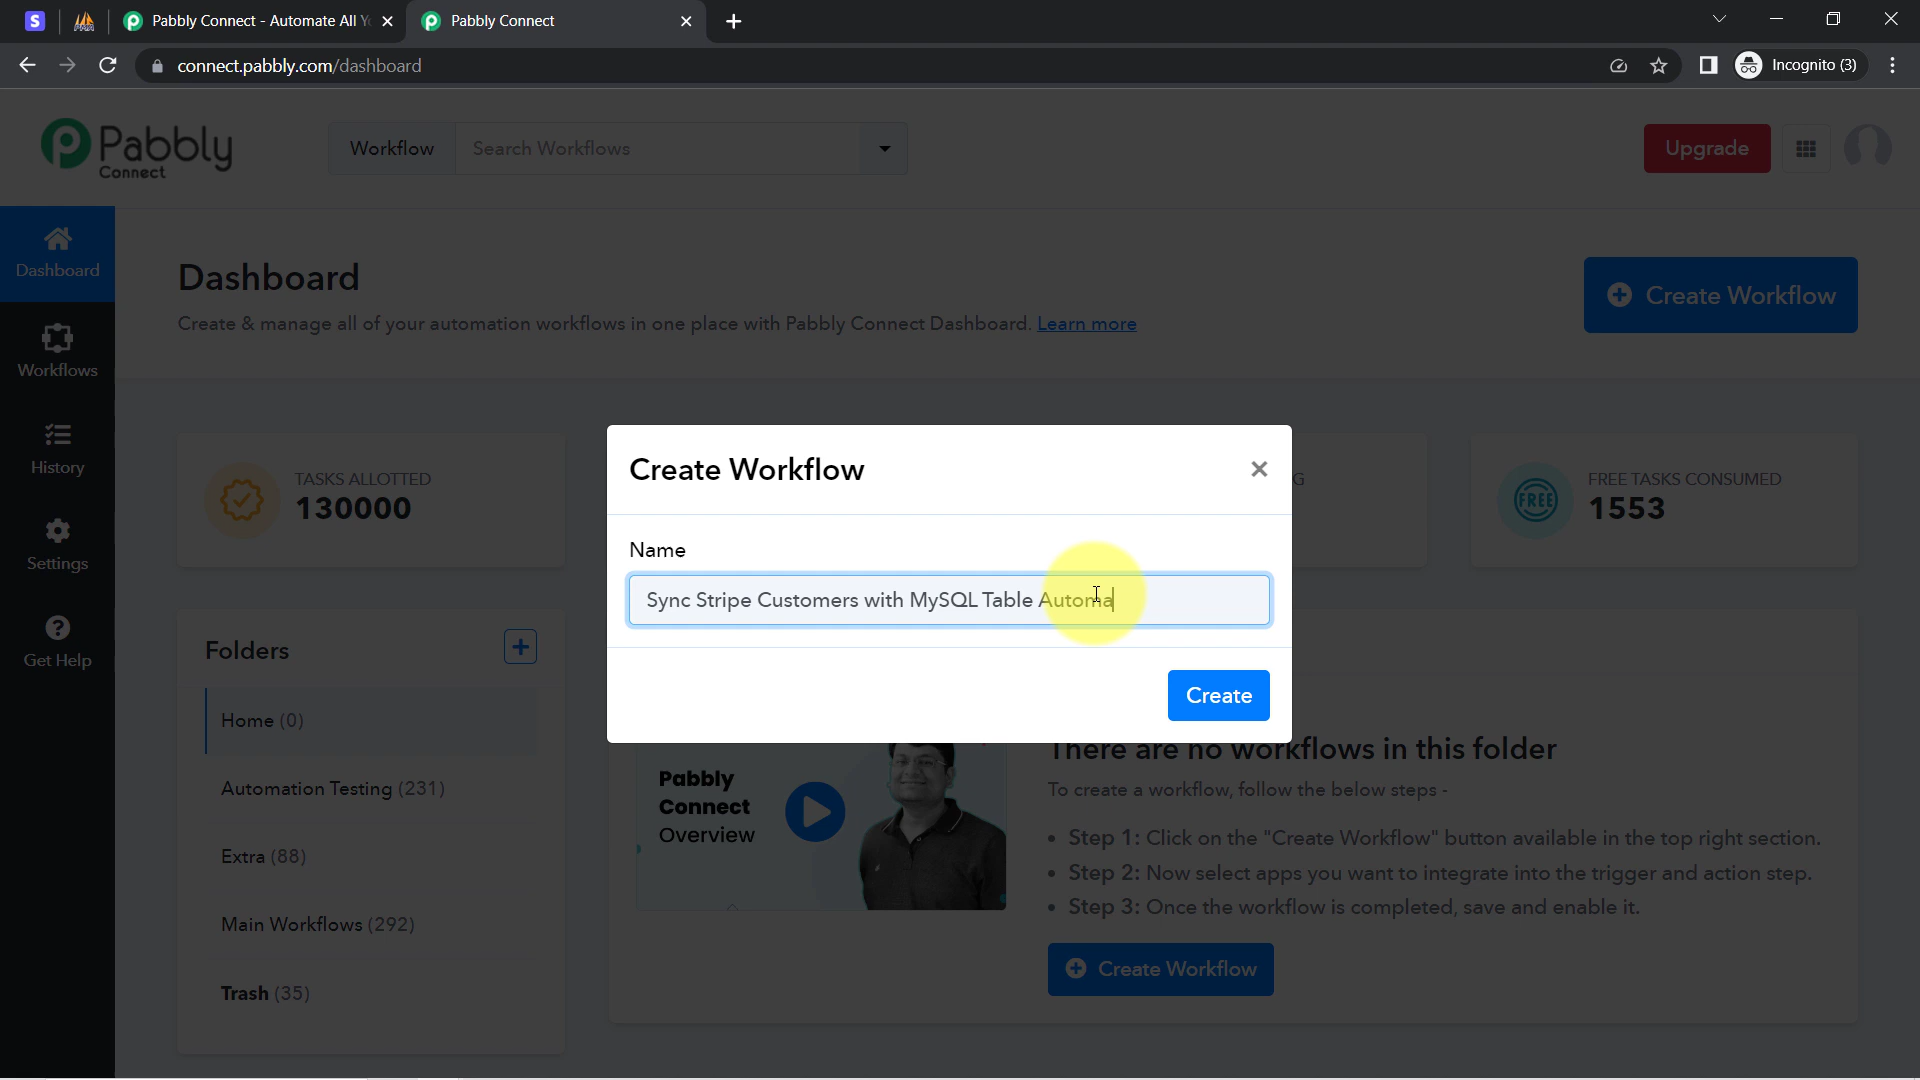 Pabbly Connect - Automate All Y
Pabbly Connect
connect.pabbly.com/dashboard
Incognito (3)
Pabbly
Connect
Workflow
Search Workflows
Upgrade
Dashboard
Workflows
History
Settings
Get Help
Dashboard
Create & manage all of your automation workflows in one place with Pabbly Connect Dashboard. Learn more
Create Workflow
TASKS ALLOTTED
130000
G
FREE
FREE TASKS CONSUMED
1553
Create Workflow
Name
Sync Stripe Customers with MySQL Table Automa
Create
Folders
Home (0)
Automation Testing (231)
Extra (88)
Main Workflows (292)
Trash (35)
Pabbly
Connect
Overview
There are no workflows in this folder
To create a workflow, follow the below steps -
• Step 1: Click on the "Create Workflow" button available in the top right section.
• Step 2: Now select apps you want to integrate into the trigger and action step.
• Step 3: Once the workflow is completed, save and enable it.
Create Workflow